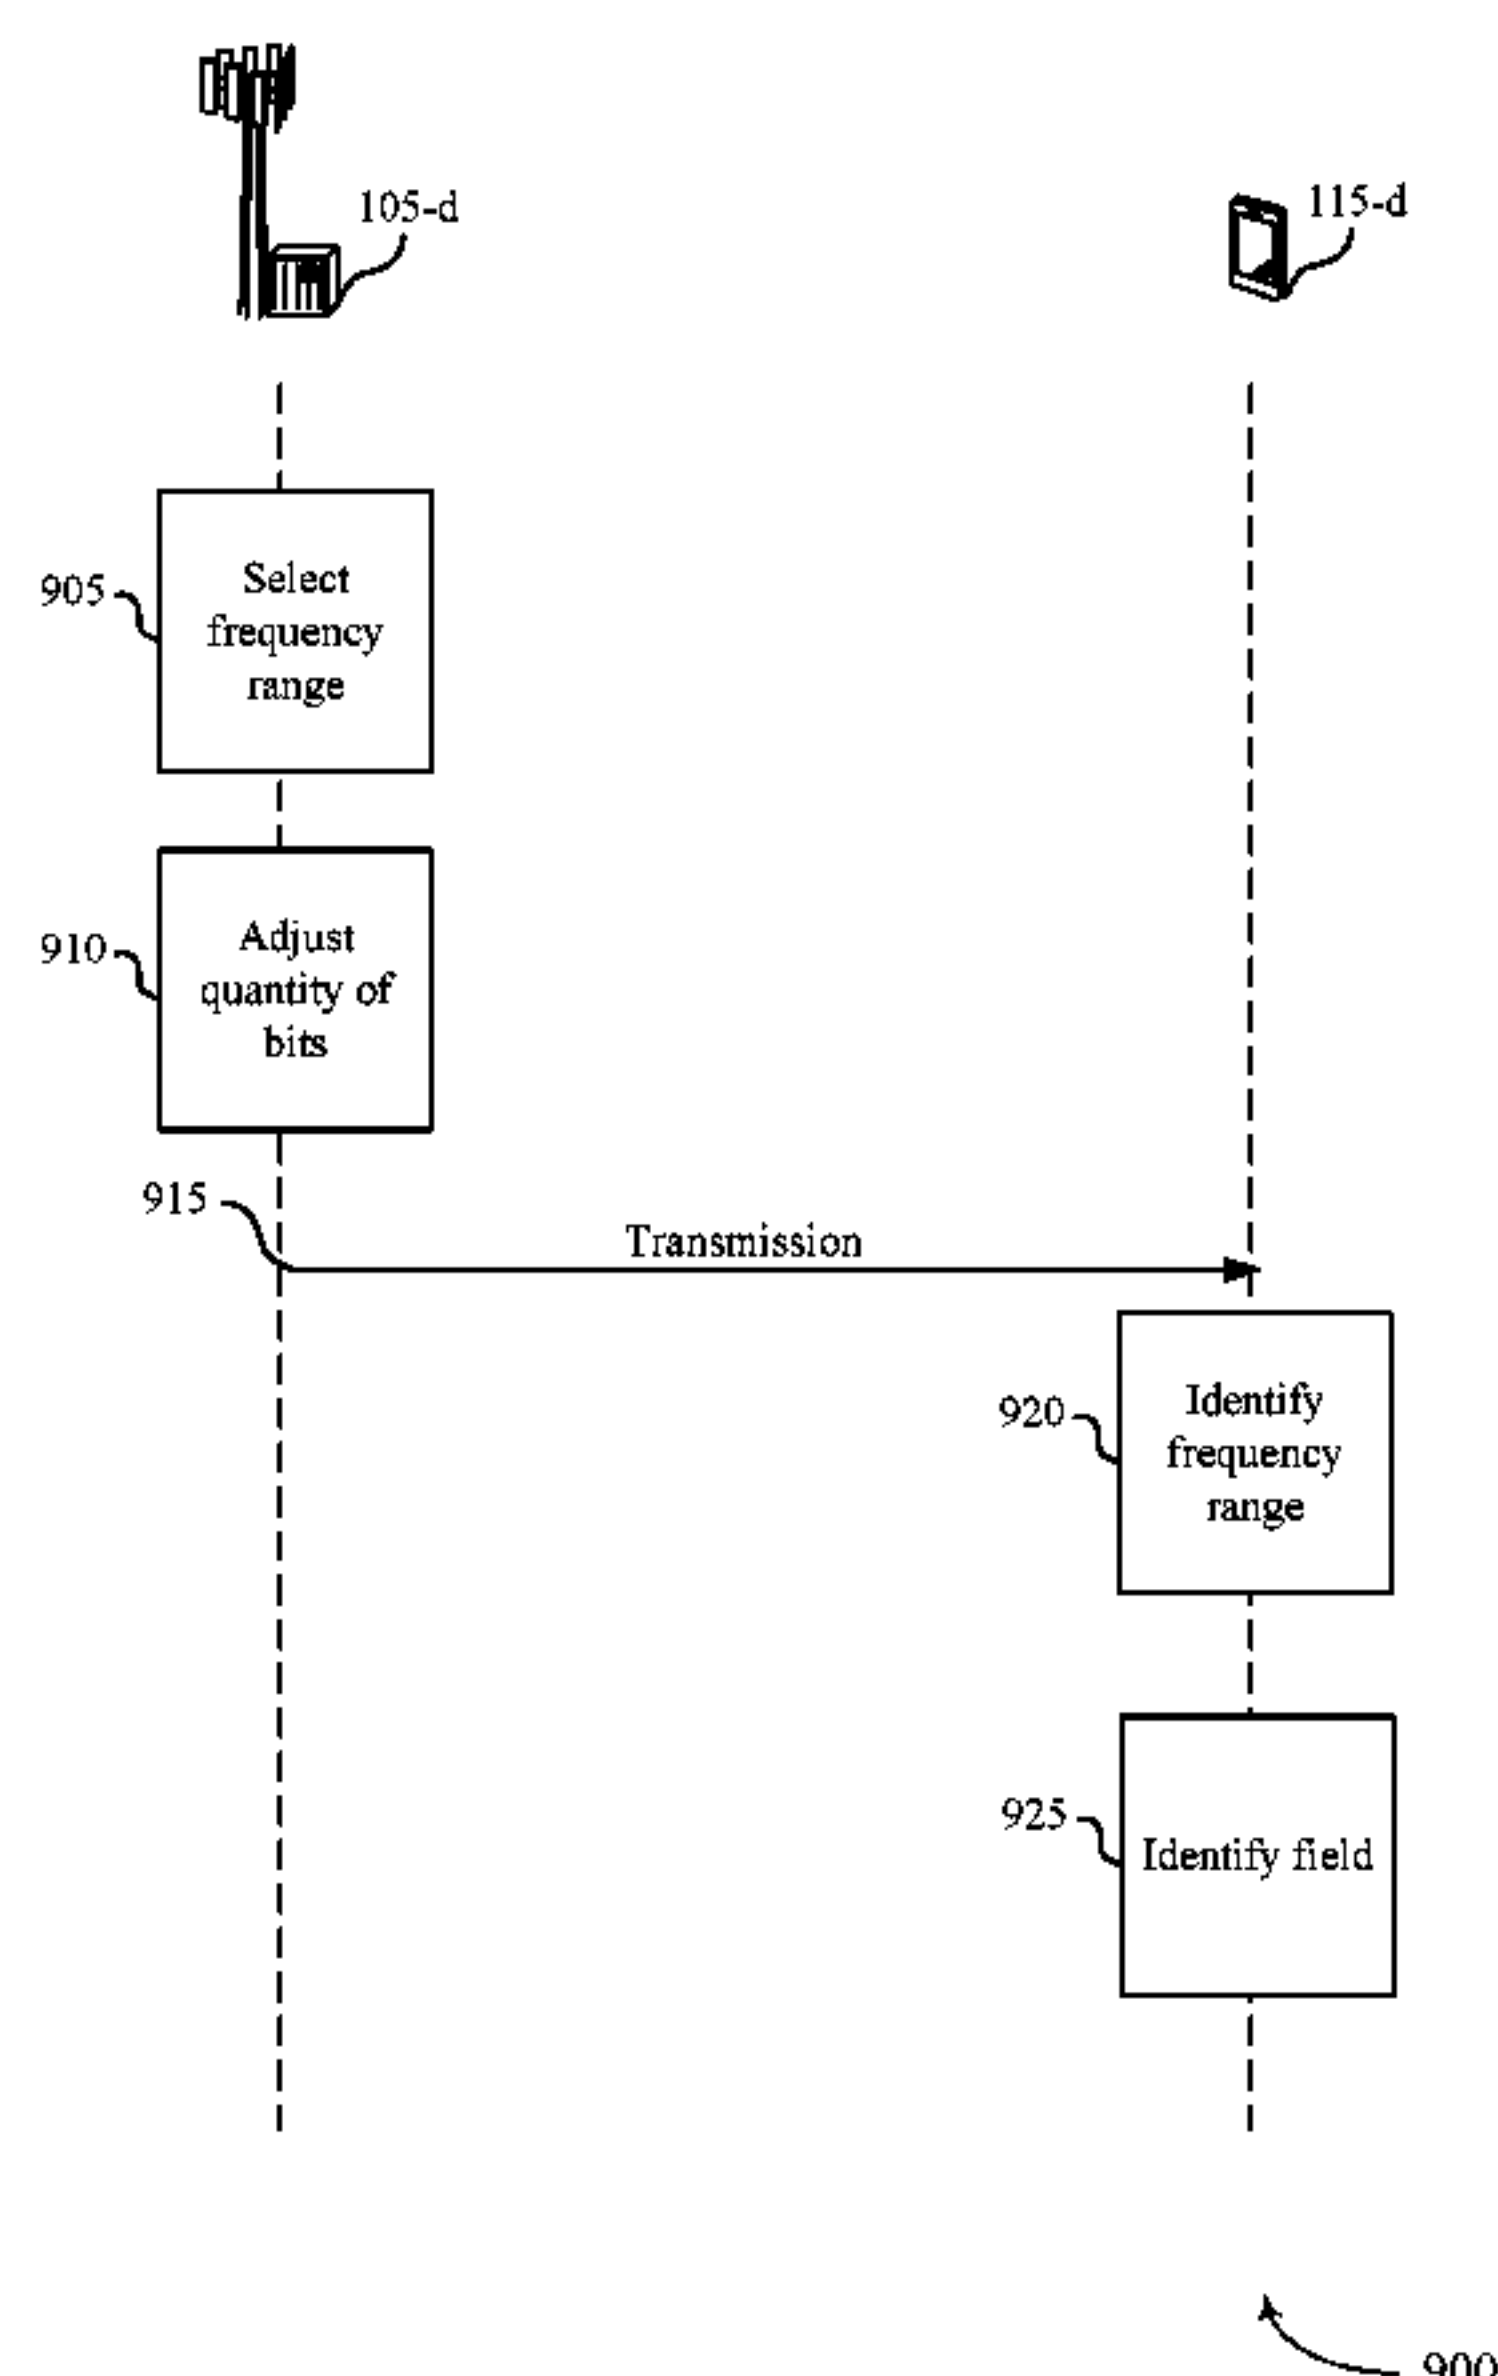 105-d
115-d
905
Select
frequency
range
910
Adjust
quantity of
bits
915
Transmission
920
Identify
frequency
range
925
Identify field
900